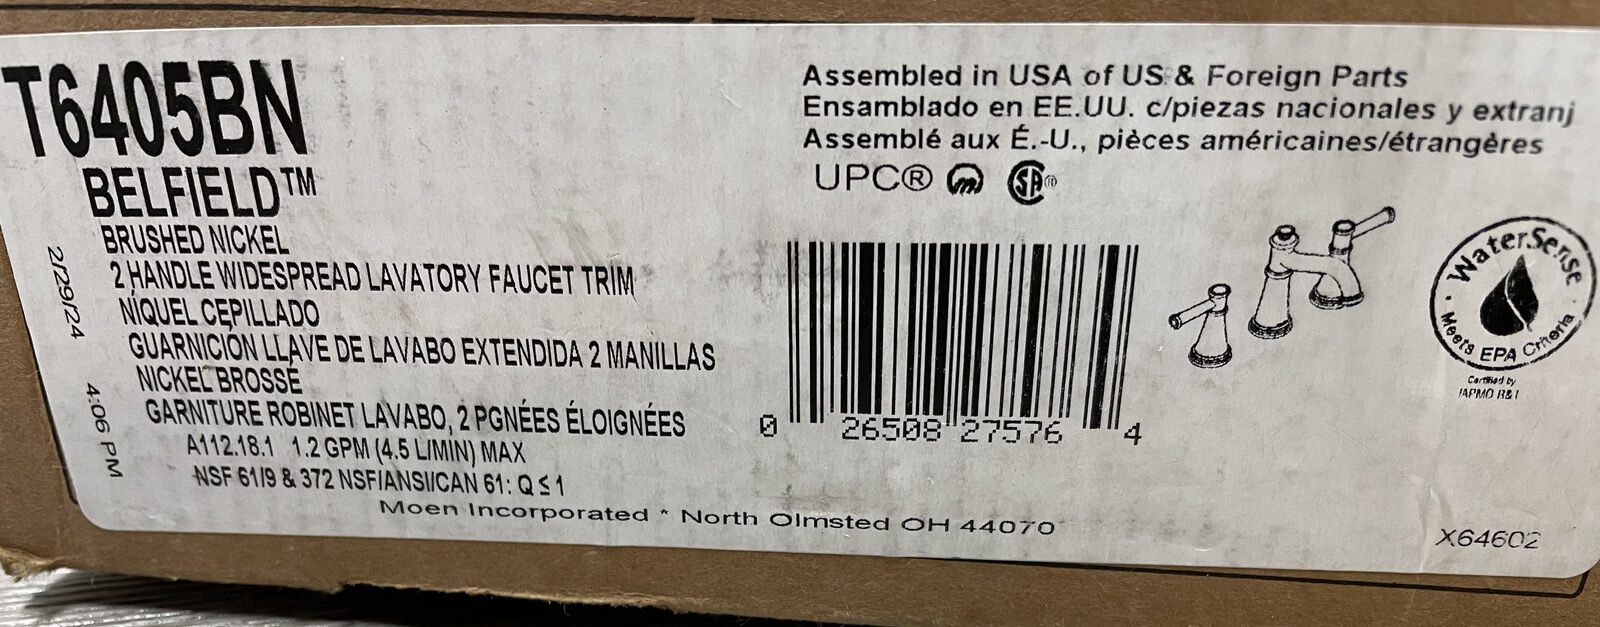 T6405BN
BELFIELD™
BRUSHED NICKEL
2 HANDLE WIDESPREAD LAVATORY FAUCET TRIM
NÍQUEL CEPILLADO
GUARNICIÓN LLAVE DE LAVABO EXTENDIDA 2 MANILLAS
NICKEL BROSSÉ
GARNITURE ROBINET LAVABO, 2 PGNÉES ÉLOIGNÉES
A112.18.1 1.2 GPM (4.5 L/MIN) MAX
NSF 61/9 & 372 NSF/ANSI/CAN 61: Q ≤ 1
Moen Incorporated * North Olmsted OH 44070
2/29/24 4:06 PM
Assembled in USA of US & Foreign Parts
Ensamblado en EE.UU. c/piezas nacionales y extranj
Assemblé aux É.-U., pièces américaines/étrangères
UPC® SA®
0 26508 27576 4
WaterSense
Meets EPA Criteria
Certified by
IAPMO R&T
X64602